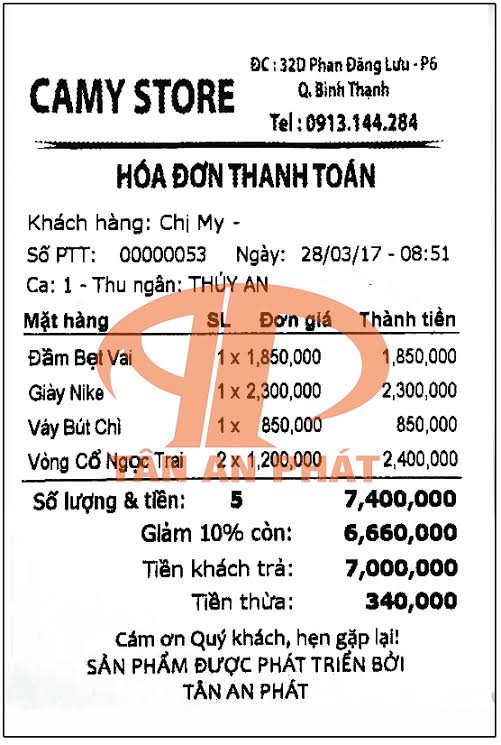 CAMY STORE
ĐC : 32D Phan Đăng Lưu - P6
Q. Bình Thạnh
Tel : 0913.144.284
HÓA ĐƠN THANH TOÁN
Khách hàng: Chị My -
Số PTT: 00000053 Ngày: 28/03/17 - 08:51
Ca: 1 - Thu ngân: THÚY AN
Mặt hàng SL Đơn giá Thành tiền
Đầm Bẹt Vai 1 x 1,850,000 1,850,000
Giày Nike 1 x 2,300,000 2,300,000
Váy Bút Chì 1 x 850,000 850,000
Vòng Cổ Ngọc Trai 2 x 1,200,000 2,400,000
TÂN AN PHÁT
Số lượng & tiền: 5 7,400,000
Giảm 10% còn: 6,660,000
Tiền khách trả: 7,000,000
Tiền thừa: 340,000
Cám ơn Quý khách, hẹn gặp lại!
SẢN PHẨM ĐƯỢC PHÁT TRIỂN BỞI
TÂN AN PHÁT